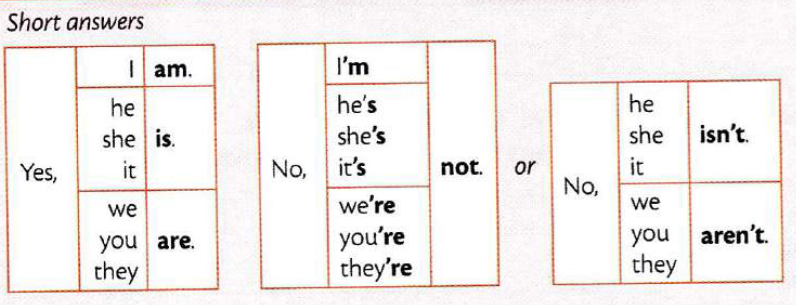 Short answers
I am.
he
she is.
Yes, it
we
you are.
they
I'm
he's
she's
No, it's not.
we're
you're
they're
or
he
she isn't.
it
No,
we
you aren't.
they